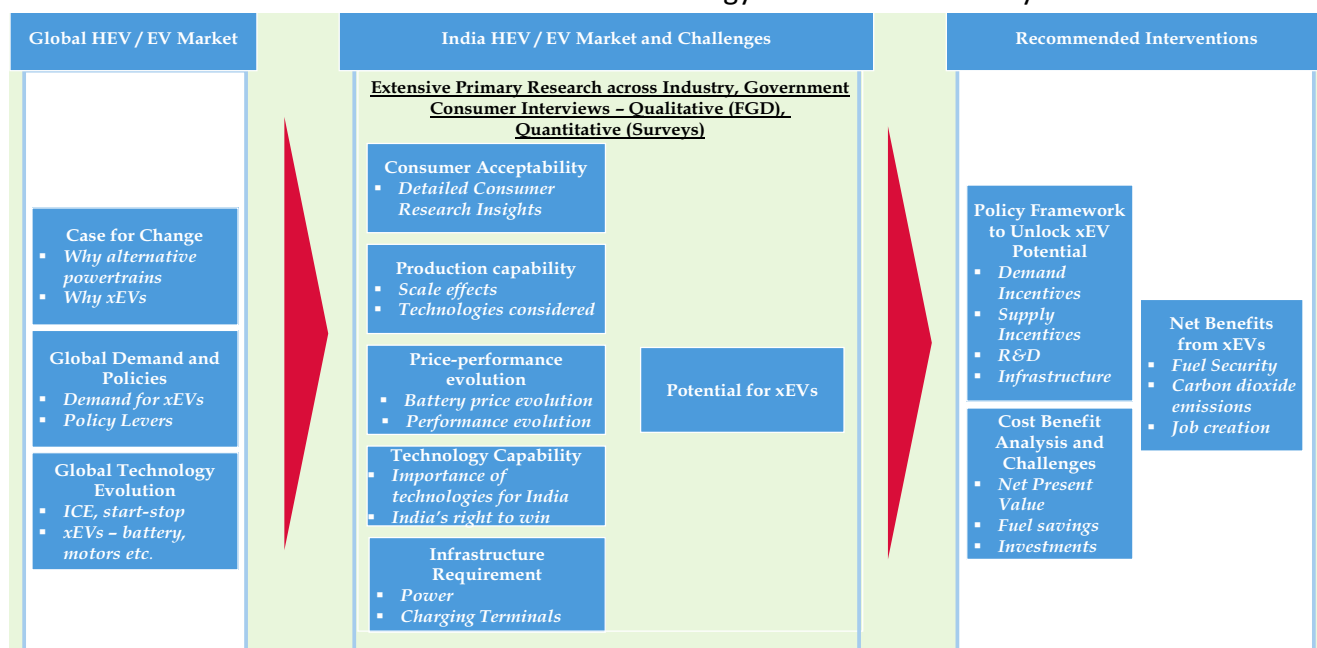 Global HEV / EV Market
India HEV / EV Market and Challenges
Recommended Interventions
Extensive Primary Research across Industry, Government
Consumer Interviews – Qualitative (FGD),
Quantitative (Surveys)
Case for Change
▪ Why alternative
powertrains
▪ Why xEVs
Global Demand and
Policies
▪ Demand for xEVs
▪ Policy Levers
Global Technology
Evolution
▪ ICE, start-stop
▪ xEVs – battery,
motors etc.
Consumer Acceptability
▪ Detailed Consumer
Research Insights
Production capability
▪ Scale effects
▪ Technologies considered
Price-performance
evolution
▪ Battery price evolution
▪ Performance evolution
Technology Capability
▪ Importance of
technologies for India
▪ India's right to win
Infrastructure
Requirement
▪ Power
▪ Charging Terminals
Potential for xEVs
Policy Framework
to Unlock xEV
Potential
▪ Demand
Incentives
▪ Supply
Incentives
▪ R&D
▪ Infrastructure
Cost Benefit
Analysis and
Challenges
▪ Net Present
Value
▪ Fuel savings
▪ Investments
Net Benefits
from xEVs
▪ Fuel Security
▪ Carbon dioxide
emissions
▪ Job creation